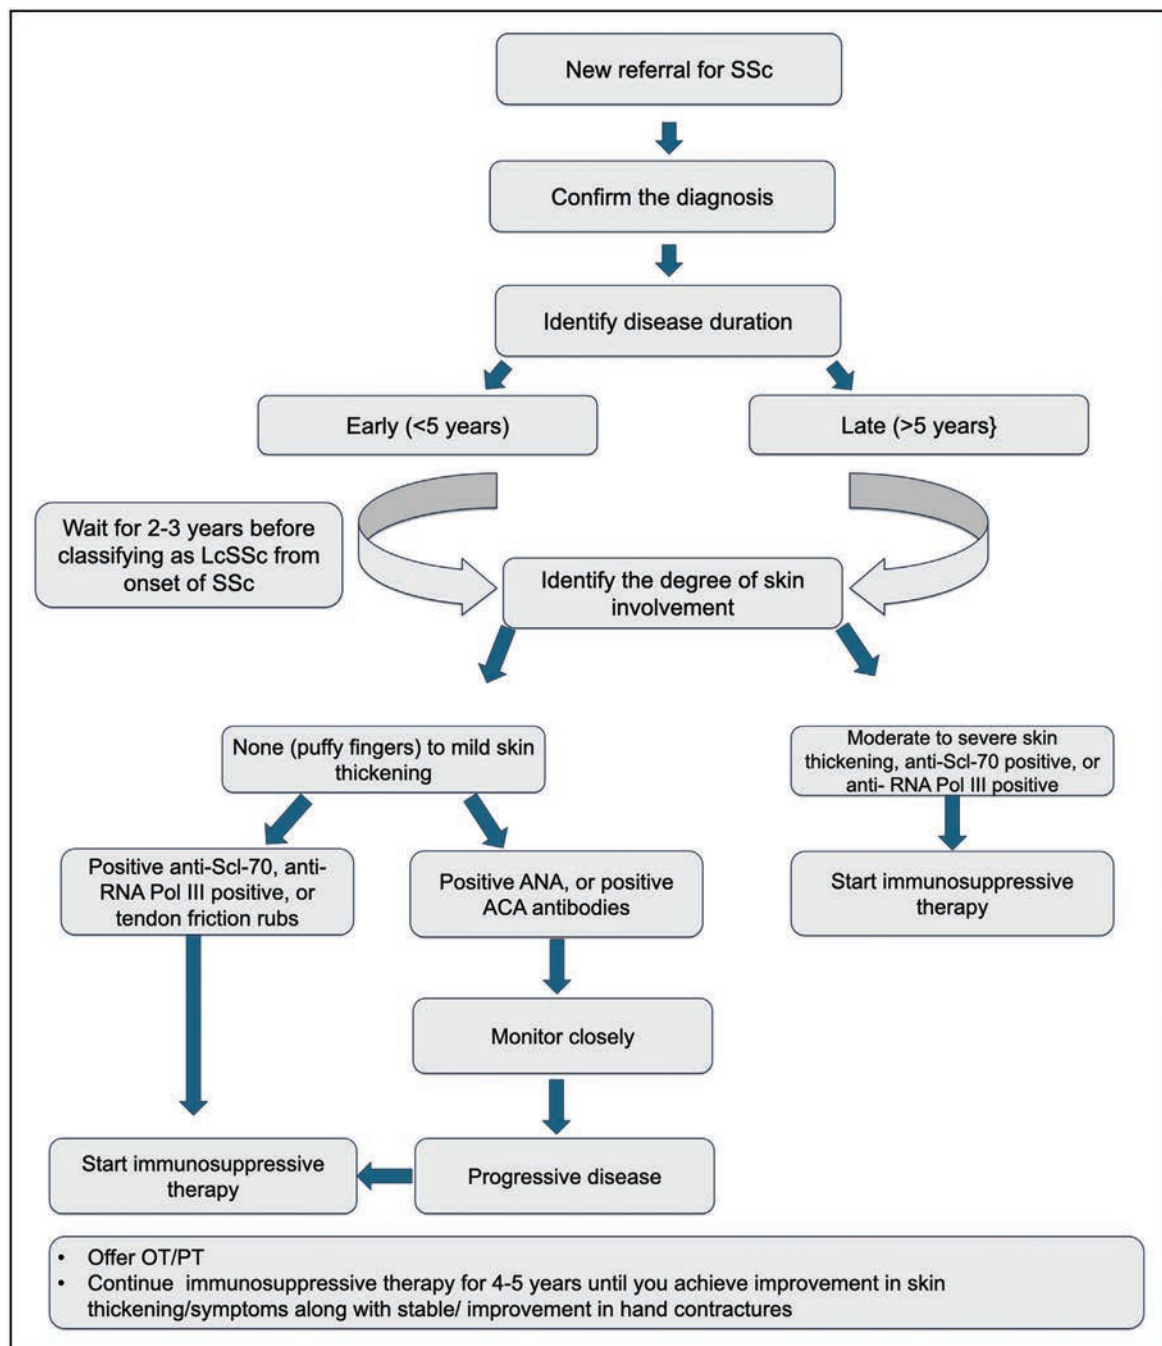 New referral for SSc
Confirm the diagnosis
Identify disease duration
Early (<5 years)
Late (>5 years}
Wait for 2-3 years before
classifying as LcSSc from
onset of SSc
Identify the degree of skin
involvement
None (puffy fingers) to mild skin
thickening
Moderate to severe skin
thickening, anti-Scl-70 positive, or
anti- RNA Pol III positive
Positive anti-Scl-70, anti-
RNA Pol III positive, or
tendon friction rubs
Positive ANA, or positive
ACA antibodies
Start immunosuppressive
therapy
Monitor closely
Start immunosuppressive
therapy
Progressive disease
• Offer OT/PT
• Continue immunosuppressive therapy for 4-5 years until you achieve improvement in skin
thickening/symptoms along with stable/ improvement in hand contractures